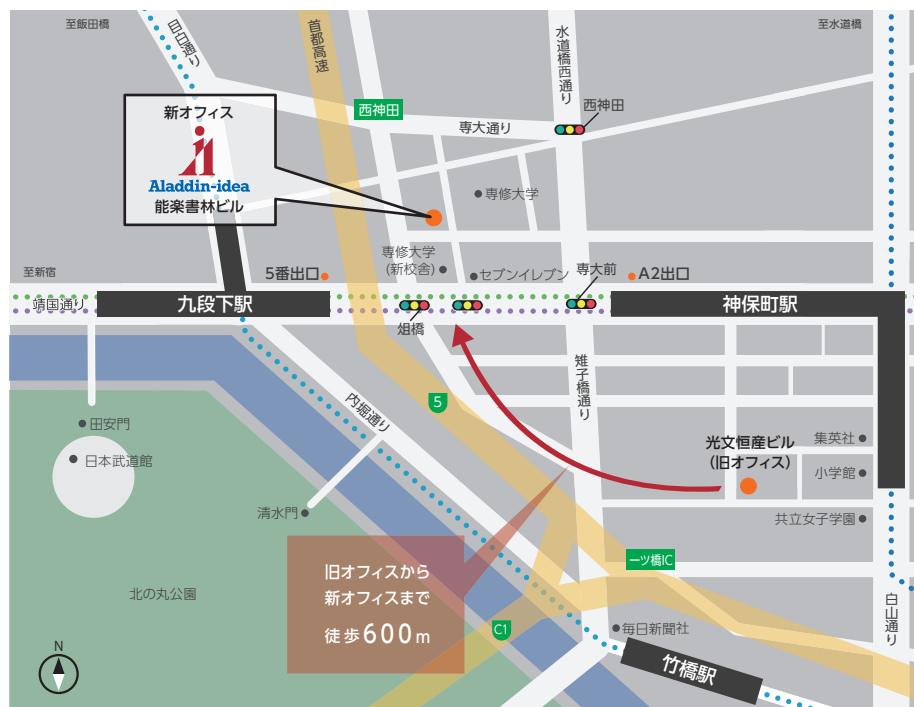 至飯田橋
目白通り
首都高速
水道橋西通り
至水道橋
西神田
西神田
専大通り
新オフィス
Aladdin-idea
能楽書林ビル
専修大学
専修大学
(新校舎)
至新宿
5番出口
セブンイレブン
専大前
A2出口
靖国通り
九段下駅
俎橋
神保町駅
雉子橋通り
内堀通り
5
田安門
日本武道館
光文恒産ビル
(旧オフィス)
集英社
小学館
清水門
共立女子学園
旧オフィスから
新オフィスまで
徒歩600m
一ツ橋IC
北の丸公園
C1
毎日新聞社
白山通り
竹橋駅
N